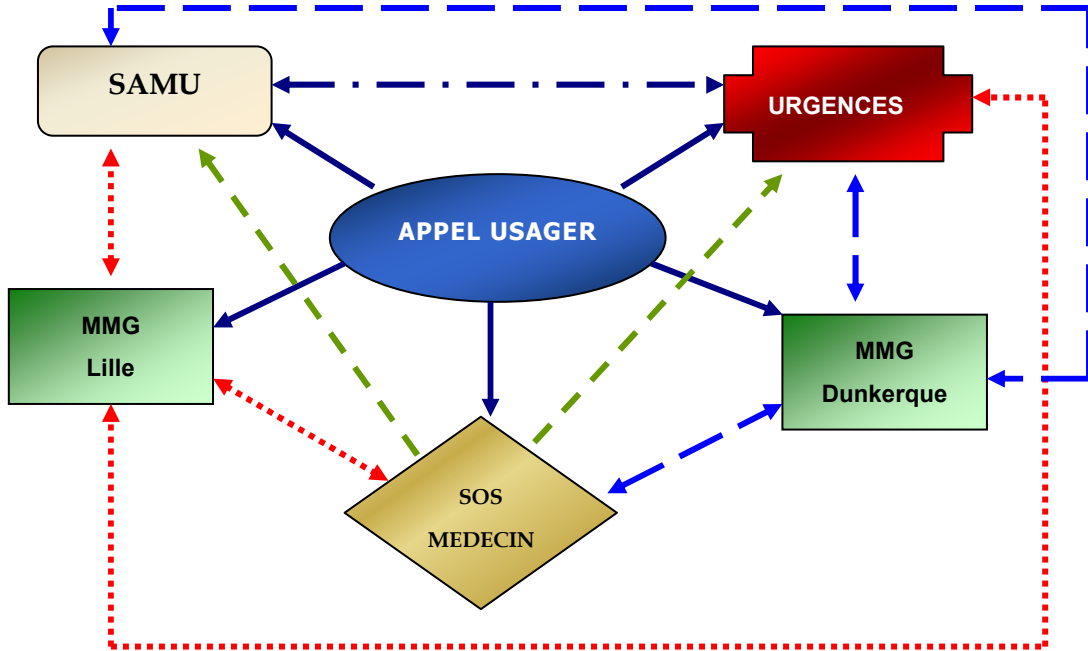 SAMU
URGENCES
APPEL USAGER
MMG
Lille
MMG
Dunkerque
SOS
MEDECIN